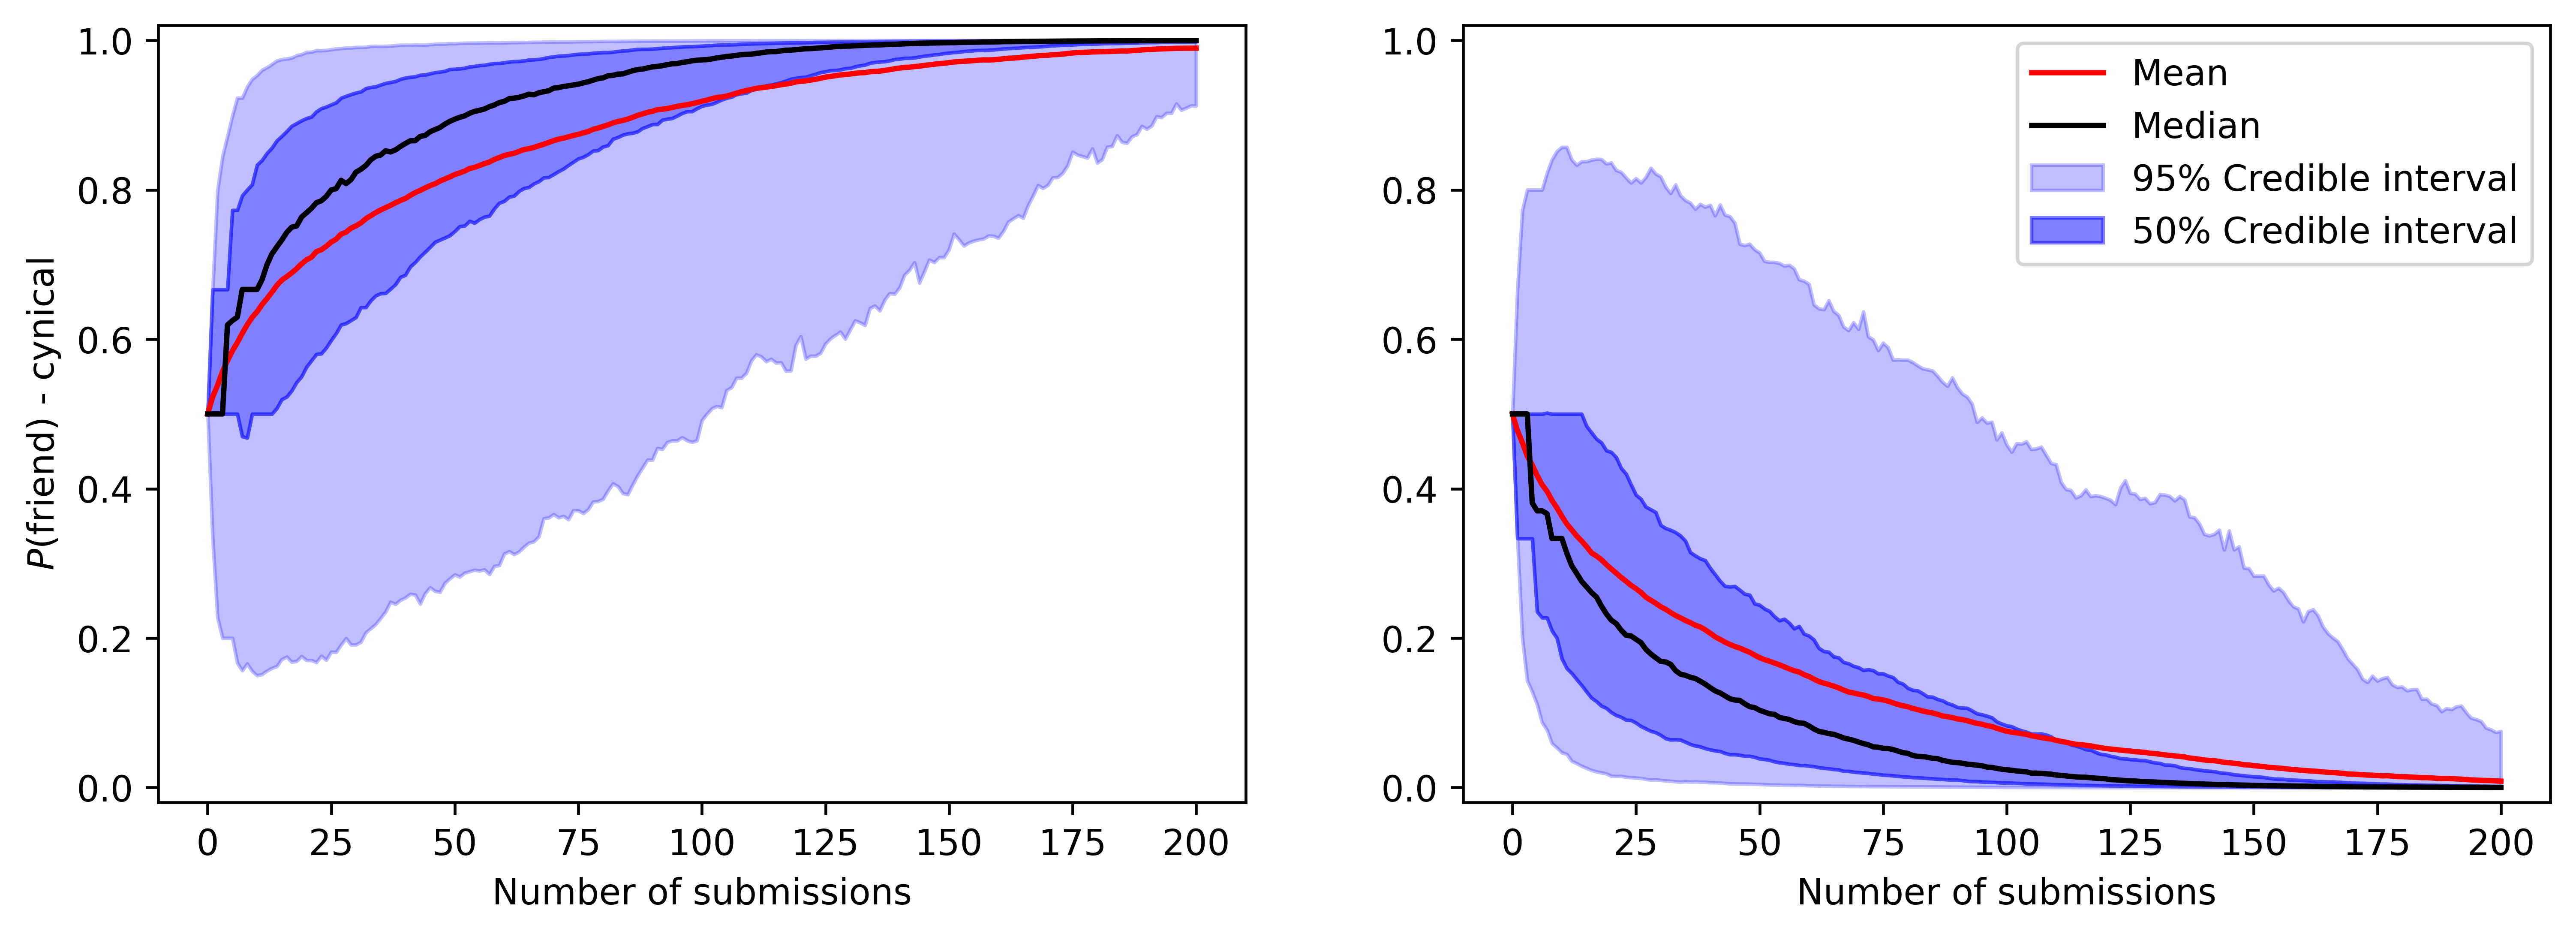 1.0
0.8
0.6
0.4
0.2
0.0
P(friend) - cynical
0 25 50 75 100 125 150 175 200
Number of submissions
1.0
0.8
0.6
0.4
0.2
0.0
Mean
Median
95% Credible interval
50% Credible interval
0 25 50 75 100 125 150 175 200
Number of submissions